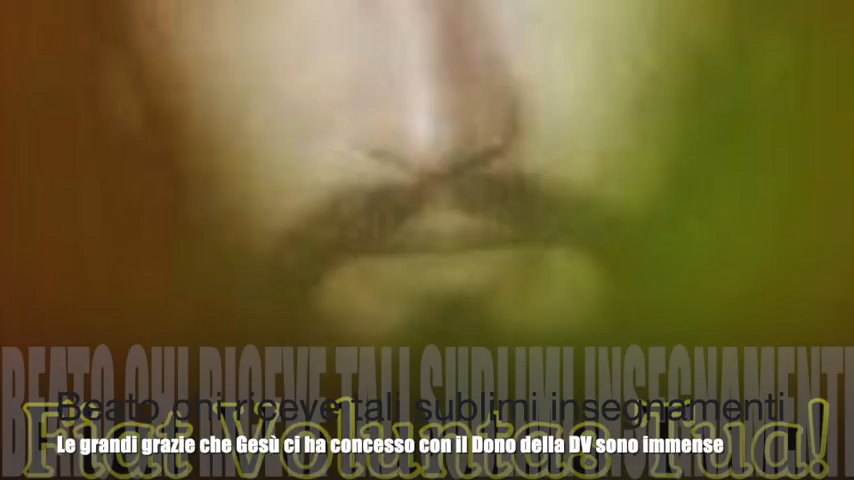 BEATO CHI RICEVE TALI SUBLIMI INSEGNAMENTI
Beato chi riceve tali sublimi insegnamenti
Fiat Voluntas Tua!
Le grandi grazie che Gesù ci ha concesso con il Dono della DV sono immense